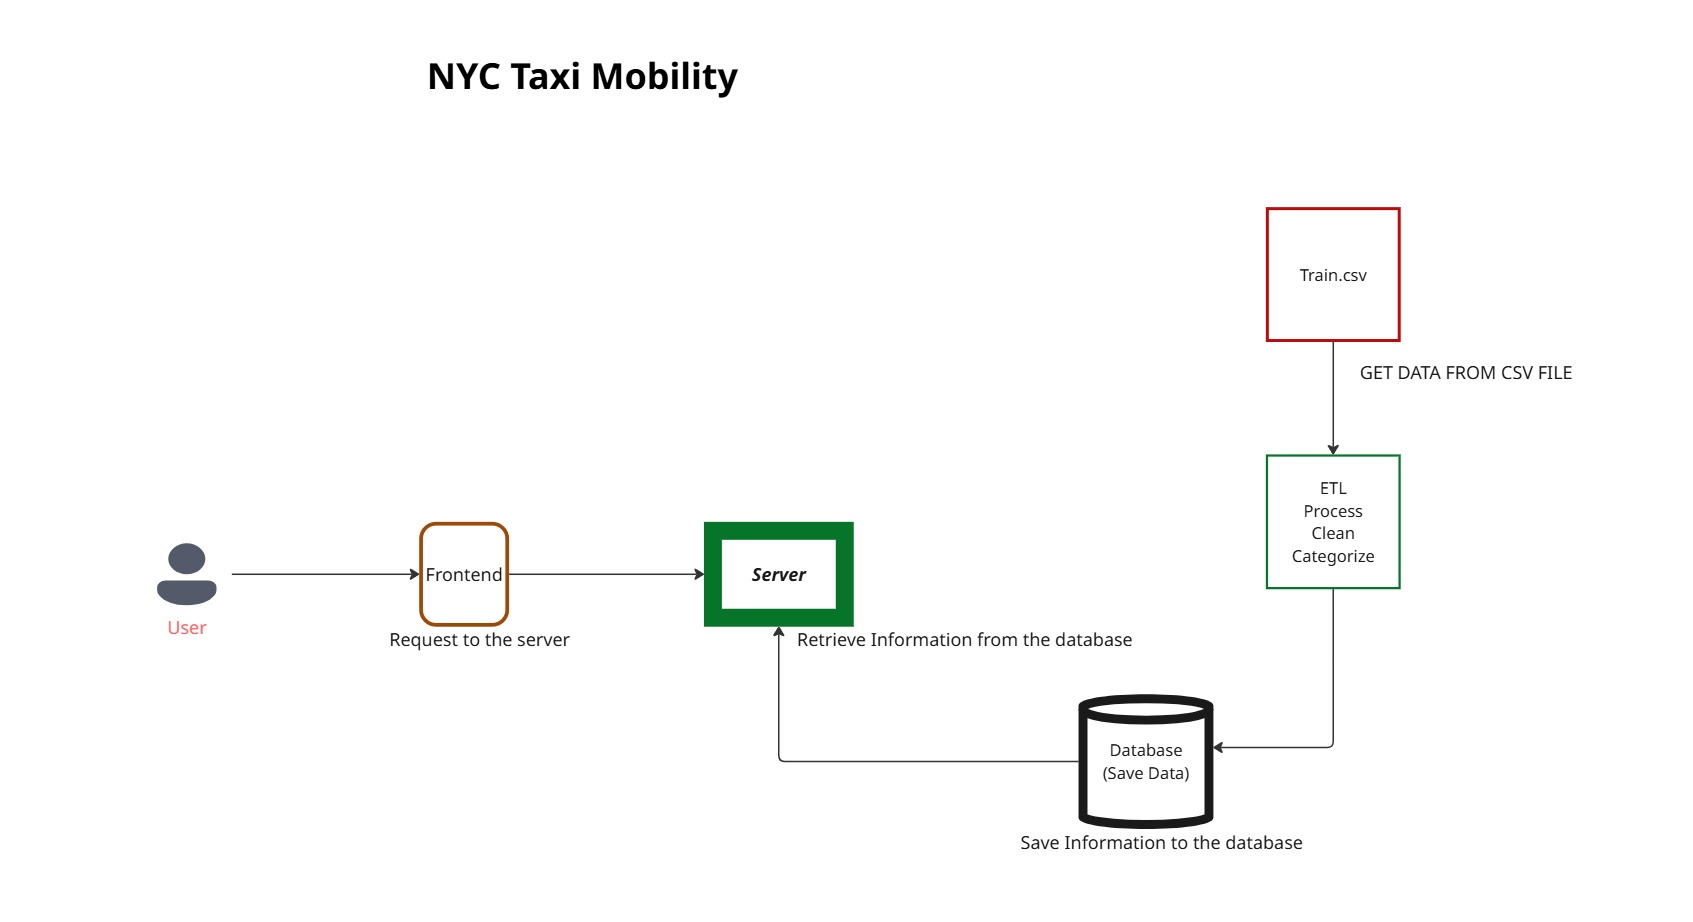 NYC Taxi Mobility
Train.csv
GET DATA FROM CSV FILE
ETL
Process
Clean
Categorize
User
Frontend
Request to the server
Server
Retrieve Information from the database
Database
(Save Data)
Save Information to the database